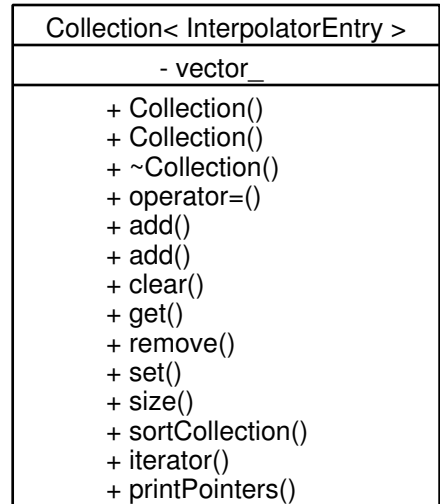 Collection< InterpolatorEntry >
- vector_
+ Collection()
+ Collection()
+ ~Collection()
+ operator=()
+ add()
+ add()
+ clear()
+ get()
+ remove()
+ set()
+ size()
+ sortCollection()
+ iterator()
+ printPointers()